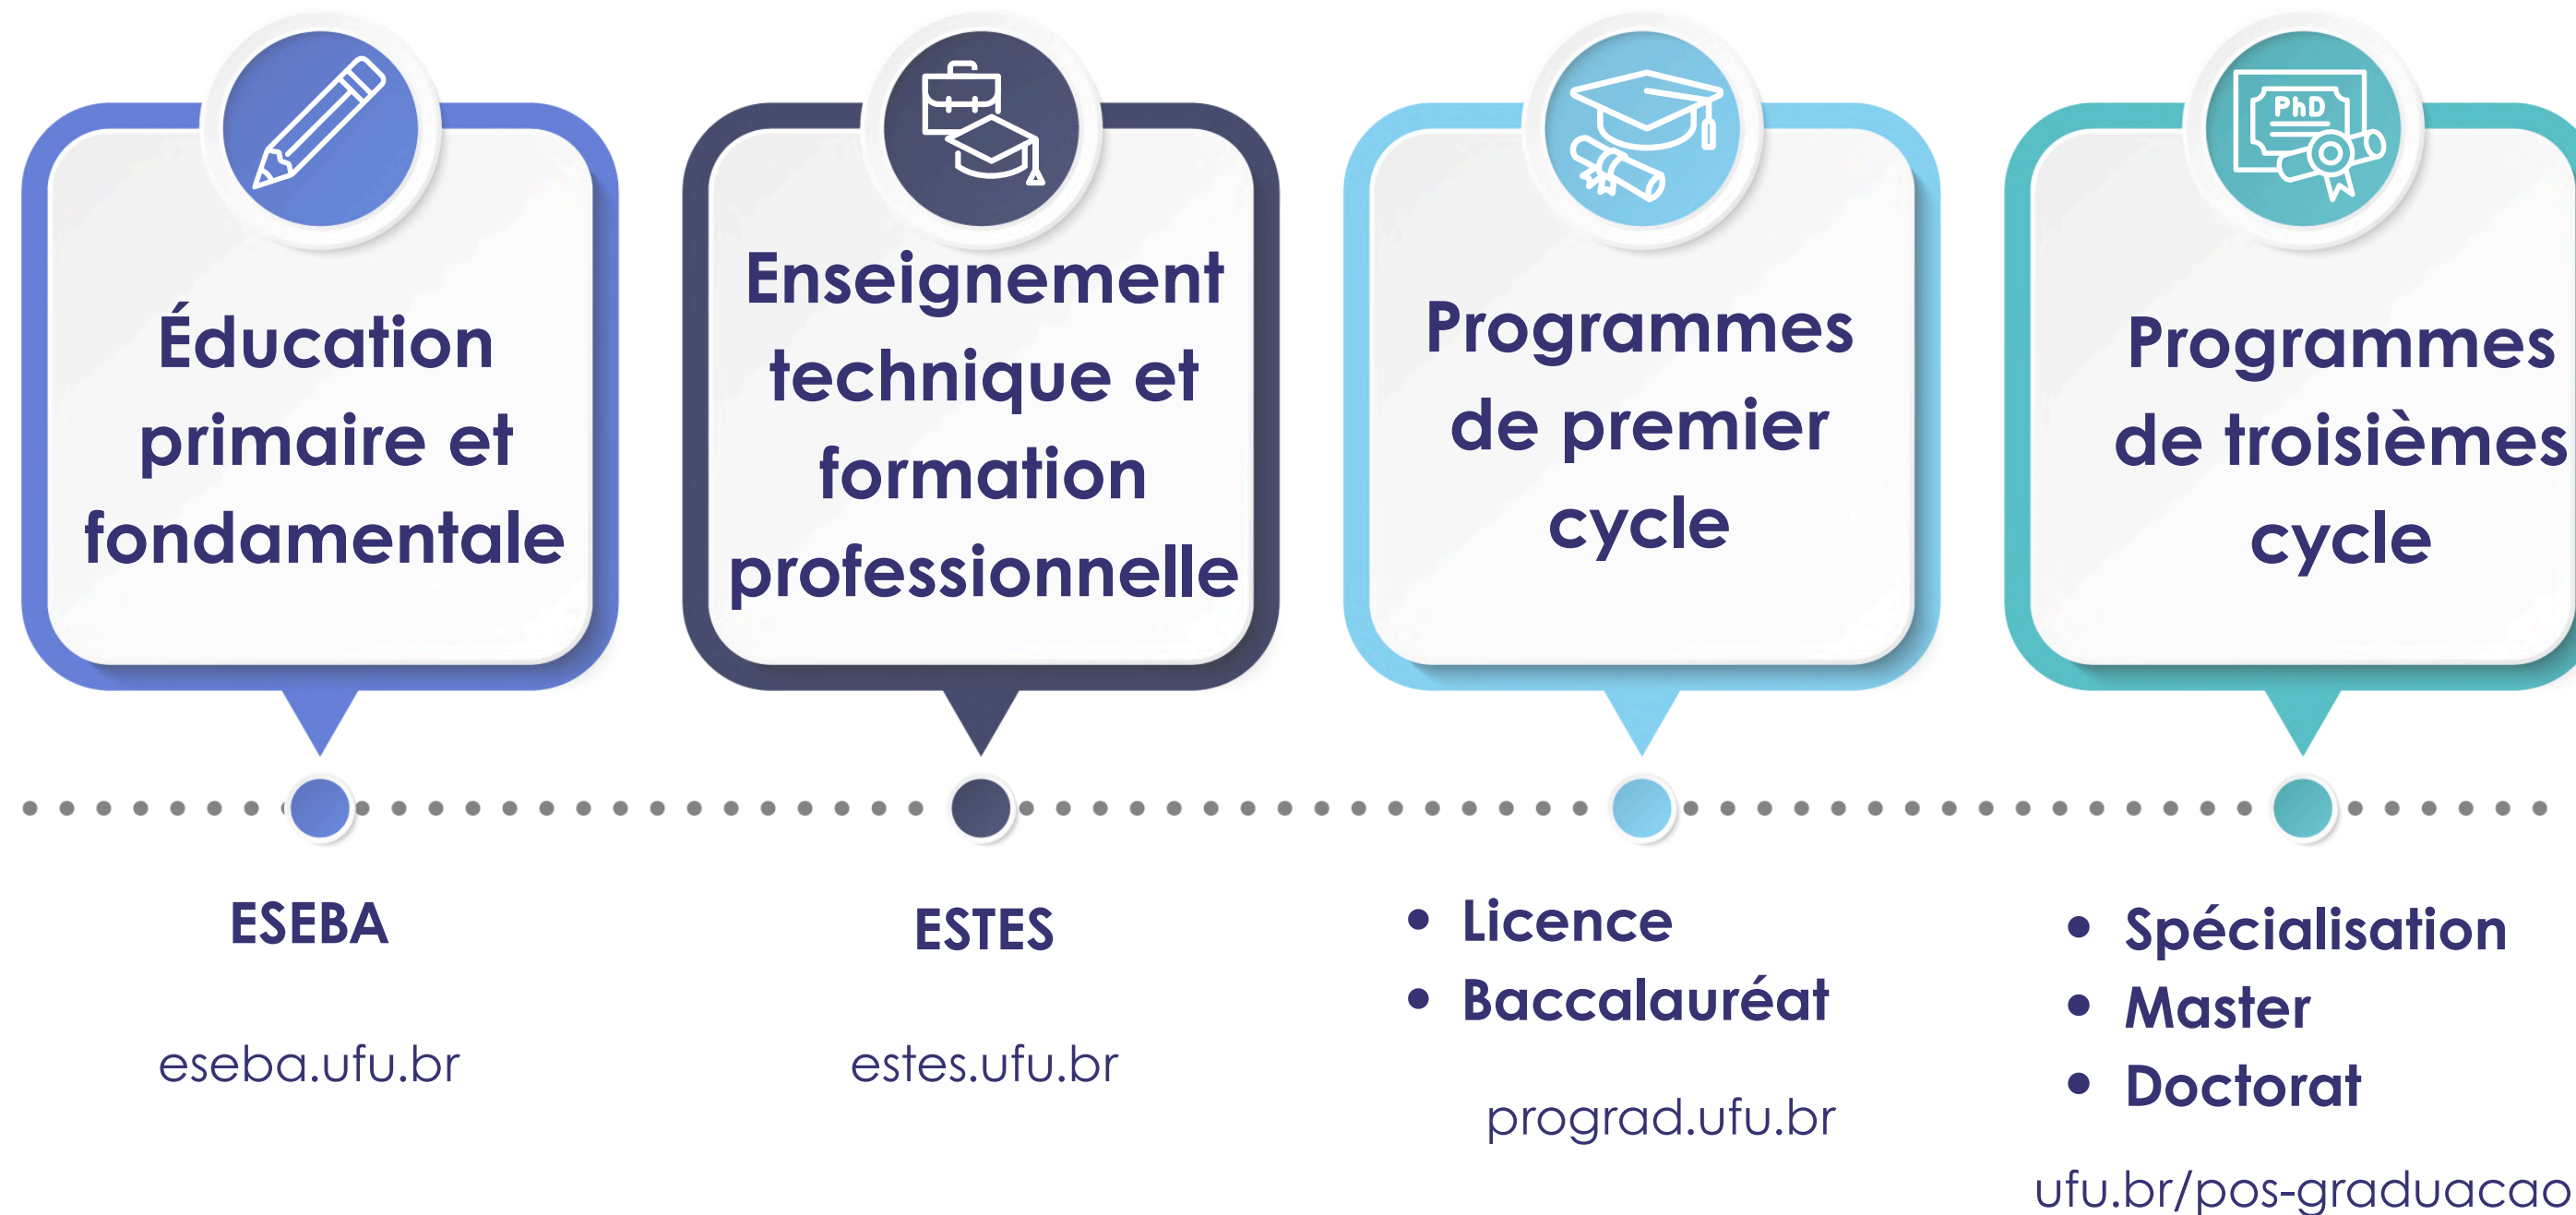 Éducation
primaire et
fondamentale
ESEBA
eseba.ufu.br
Enseignement
technique et
formation
professionnelle
ESTES
estes.ufu.br
Programmes
de premier
cycle
• Licence
• Baccalauréat
prograd.ufu.br
PhD
Programmes
de troisièmes
cycle
• Spécialisation
• Master
• Doctorat
ufu.br/pos-graduacao